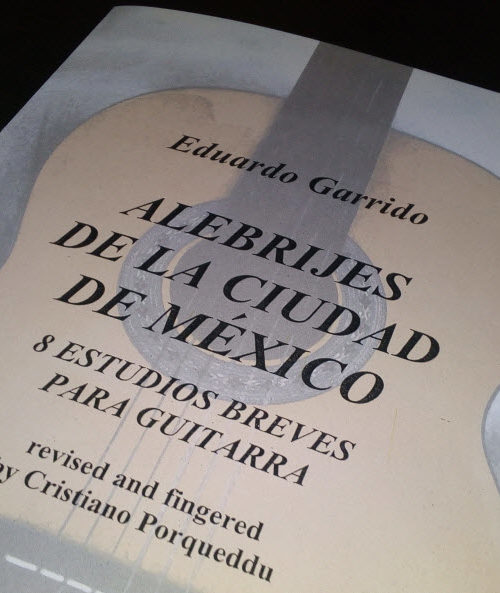 Eduardo Garrido
ALEBRIJES
DE LA CIUDAD
DE MÉXICO
8 ESTUDIOS BREVES
PARA GUITARRA
revised and fingered
by Cristiano Porqueddu